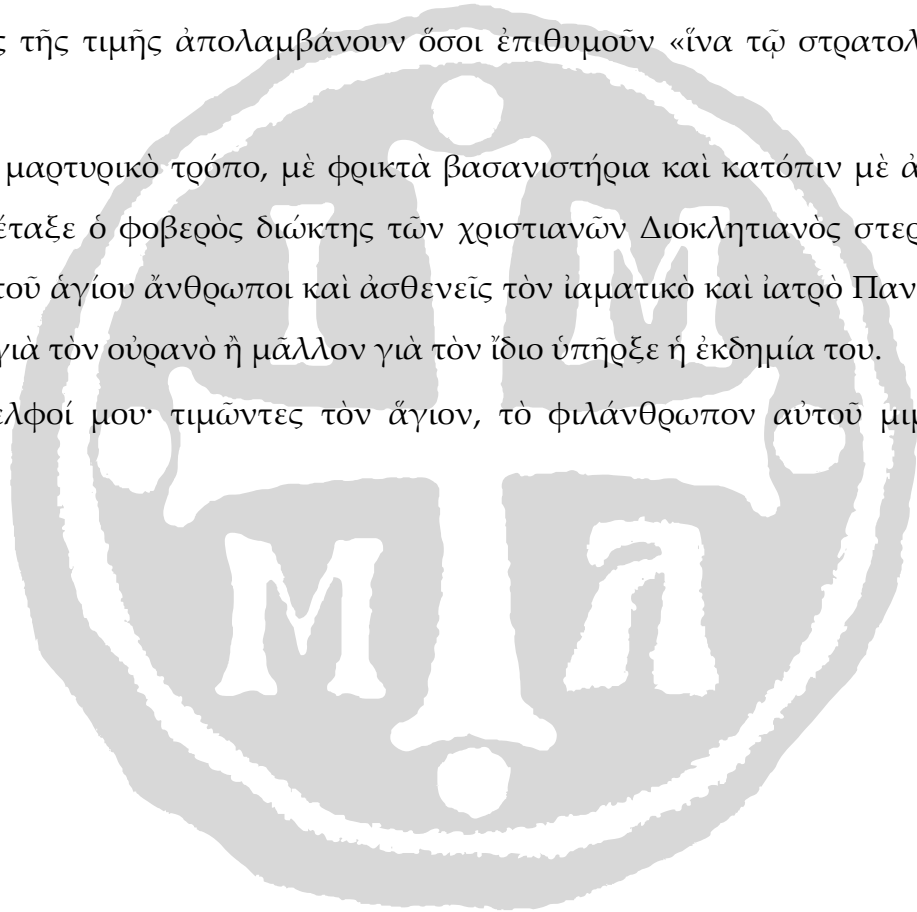 ς τῆς τιμῆς ἀπολαμβάνουν ὅσοι ἐπιθυμοῦν «ἵνα τῷ στρατολ
μαρτυρικὸ τρόπο, μὲ φρικτὰ βασανιστήρια καὶ κατόπιν μὲ ἀ
έταξε ὁ φοβερὸς διώκτης τῶν χριστιανῶν Διοκλητιανὸς στερ
τοῦ ἁγίου ἄνθρωποι καὶ ἀσθενεῖς τὸν ἰαματικὸ καὶ ἰατρὸ Παν
γιὰ τὸν οὐρανὸ ἢ μᾶλλον γιὰ τὸν ἴδιο ὑπῆρξε ἡ ἐκδημία του.
ελφοί μου· τιμῶντες τὸν ἅγιον, τὸ φιλάνθρωπον αὐτοῦ μιμ
Ι Μ
Μ Λ